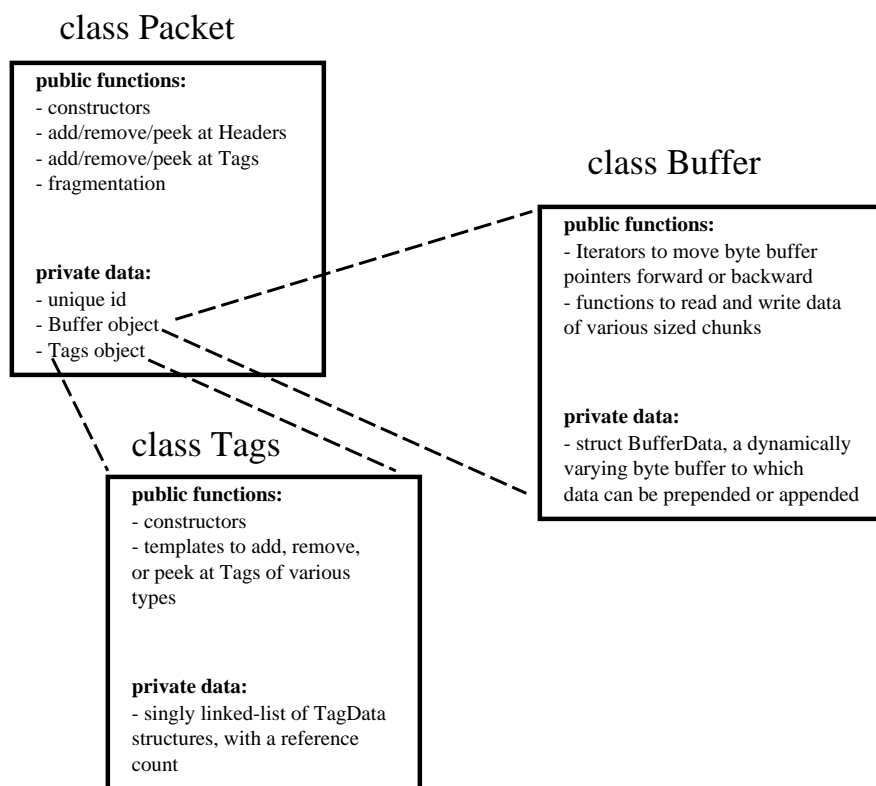 class Packet
public functions:
- constructors
- add/remove/peek at Headers
- add/remove/peek at Tags
- fragmentation
private data:
- unique id
- Buffer object
- Tags object
class Buffer
public functions:
- Iterators to move byte buffer
pointers forward or backward
- functions to read and write data
of various sized chunks
private data:
- struct BufferData, a dynamically
varying byte buffer to which
data can be prepended or appended
class Tags
public functions:
- constructors
- templates to add, remove,
or peek at Tags of various
types
private data:
- singly linked-list of TagData
structures, with a reference
count